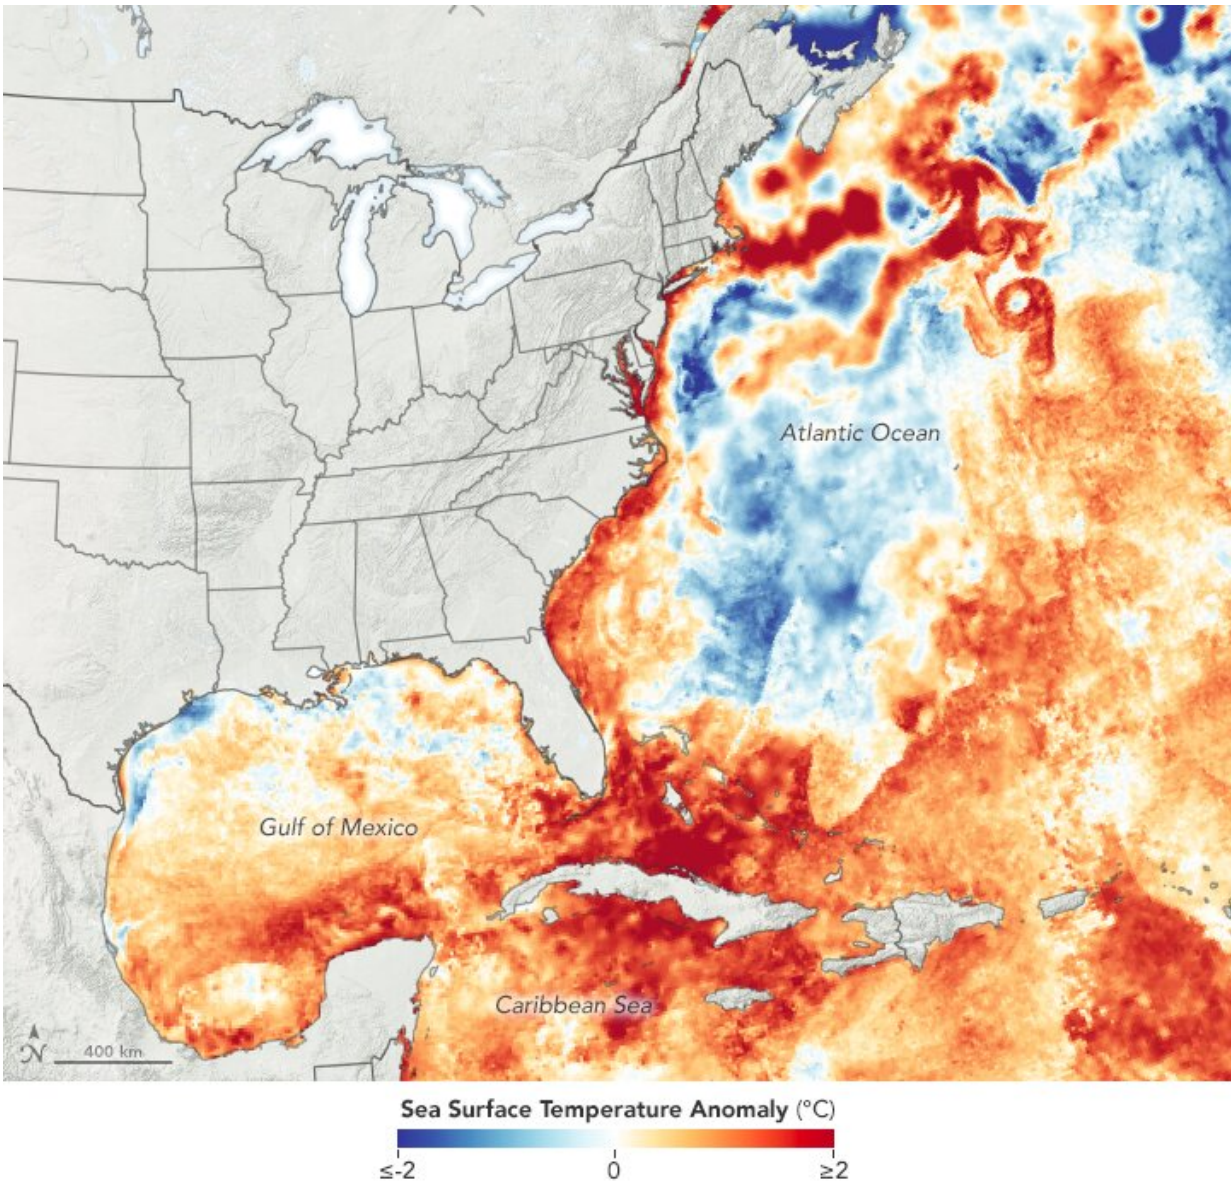 Atlantic Ocean
Gulf of Mexico
Caribbean Sea
N
400 km
Sea Surface Temperature Anomaly (°C)
≤-2 0 ≥2